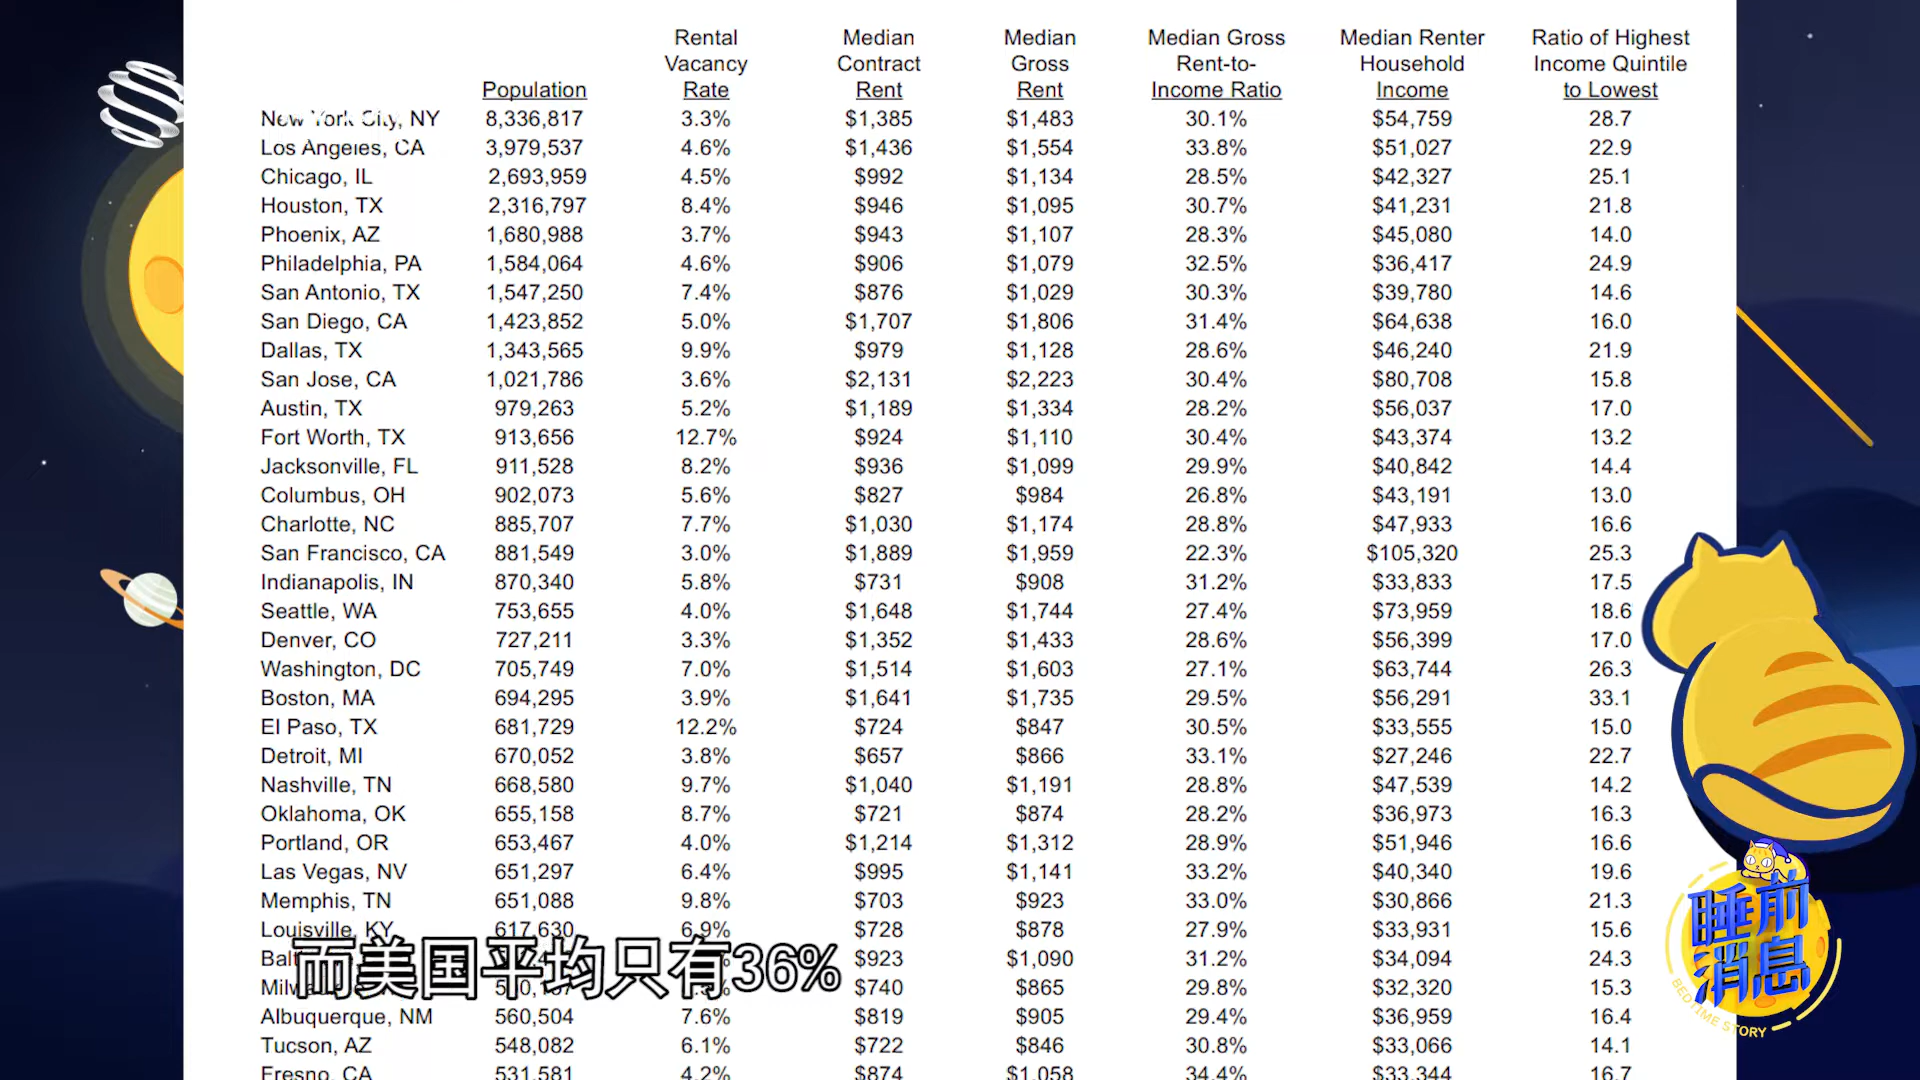 Rental Median Median Median Gross Median Renter Ratio of Highest
Vacancy Contract Gross Rent-to- Household Income Quintile
Population Rate Rent Rent Income Ratio Income to Lowest
New York City, NY 8,336,817 3.3% $1,385 $1,483 30.1% $54,759 28.7
Los Angeles, CA 3,979,537 4.6% $1,436 $1,554 33.8% $51,027 22.9
Chicago, IL 2,693,959 4.5% $992 $1,134 28.5% $42,327 25.1
Houston, TX 2,316,797 8.4% $946 $1,095 30.7% $41,231 21.8
Phoenix, AZ 1,680,988 3.7% $943 $1,107 28.3% $45,080 14.0
Philadelphia, PA 1,584,064 4.6% $906 $1,079 32.5% $36,417 24.9
San Antonio, TX 1,547,250 7.4% $876 $1,029 30.3% $39,780 14.6
San Diego, CA 1,423,852 5.0% $1,707 $1,806 31.4% $64,638 16.0
Dallas, TX 1,343,565 9.9% $979 $1,128 28.6% $46,240 21.9
San Jose, CA 1,021,786 3.6% $2,131 $2,223 30.4% $80,708 15.8
Austin, TX 979,263 5.2% $1,189 $1,334 28.2% $56,037 17.0
Fort Worth, TX 913,656 12.7% $924 $1,110 30.4% $43,374 13.2
Jacksonville, FL 911,528 8.2% $936 $1,099 29.9% $40,842 14.4
Columbus, OH 902,073 5.6% $827 $984 26.8% $43,191 13.0
Charlotte, NC 885,707 7.7% $1,030 $1,174 28.8% $47,933 16.6
San Francisco, CA 881,549 3.0% $1,889 $1,959 22.3% $105,320 25.3
Indianapolis, IN 870,340 5.8% $731 $908 31.2% $33,833 17.5
Seattle, WA 753,655 4.0% $1,648 $1,744 27.4% $73,959 18.6
Denver, CO 727,211 3.3% $1,352 $1,433 28.6% $56,399 17.0
Washington, DC 705,749 7.0% $1,514 $1,603 27.1% $63,744 26.3
Boston, MA 694,295 3.9% $1,641 $1,735 29.5% $56,291 33.1
El Paso, TX 681,729 12.2% $724 $847 30.5% $33,555 15.0
Detroit, MI 670,052 3.8% $657 $866 33.1% $27,246 22.7
Nashville, TN 668,580 9.7% $1,040 $1,191 28.8% $47,539 14.2
Oklahoma, OK 655,158 8.7% $721 $874 28.2% $36,973 16.3
Portland, OR 653,467 4.0% $1,214 $1,312 28.9% $51,946 16.6
Las Vegas, NV 651,297 6.4% $995 $1,141 33.2% $40,340 19.6
Memphis, TN 651,088 9.8% $703 $923 33.0% $30,866 21.3
Louisville, KY 617,630 6.9% $728 $878 27.9% $33,931 15.6
$923 $1,090 31.2% $34,094 24.3
$740 $865 29.8% $32,320 15.3
Albuquerque, NM 560,504 7.6% $819 $905 29.4% $36,959 16.4
Tucson, AZ 548,082 6.1% $722 $846 30.8% $33,066 14.1
Fresno, CA 531,581 4.2% $874 $1,058 34.4% $33,344 16.7
而美国平均只有36%
睡前
消息
BEDTIME STORY